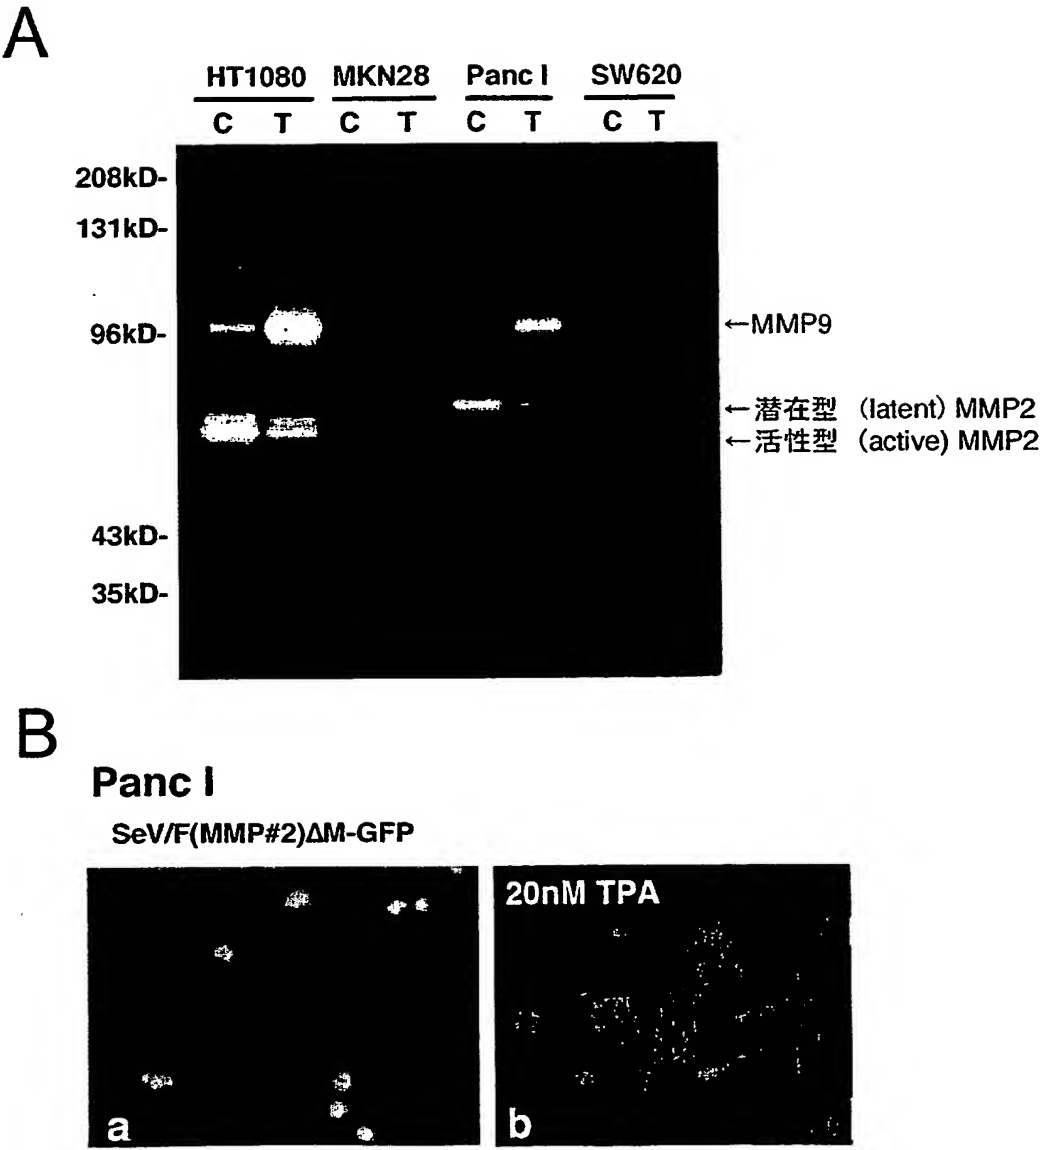 A
HT1080 MKN28 Panc I SW620
C T C T C T C T
208kD-
131kD-
96kD-
←MMP9
←潜在型 (latent) MMP2
←活性型 (active) MMP2
43kD-
35kD-
B
Panc I
SeV/F(MMP#2)ΔM-GFP
20nM TPA
a
b